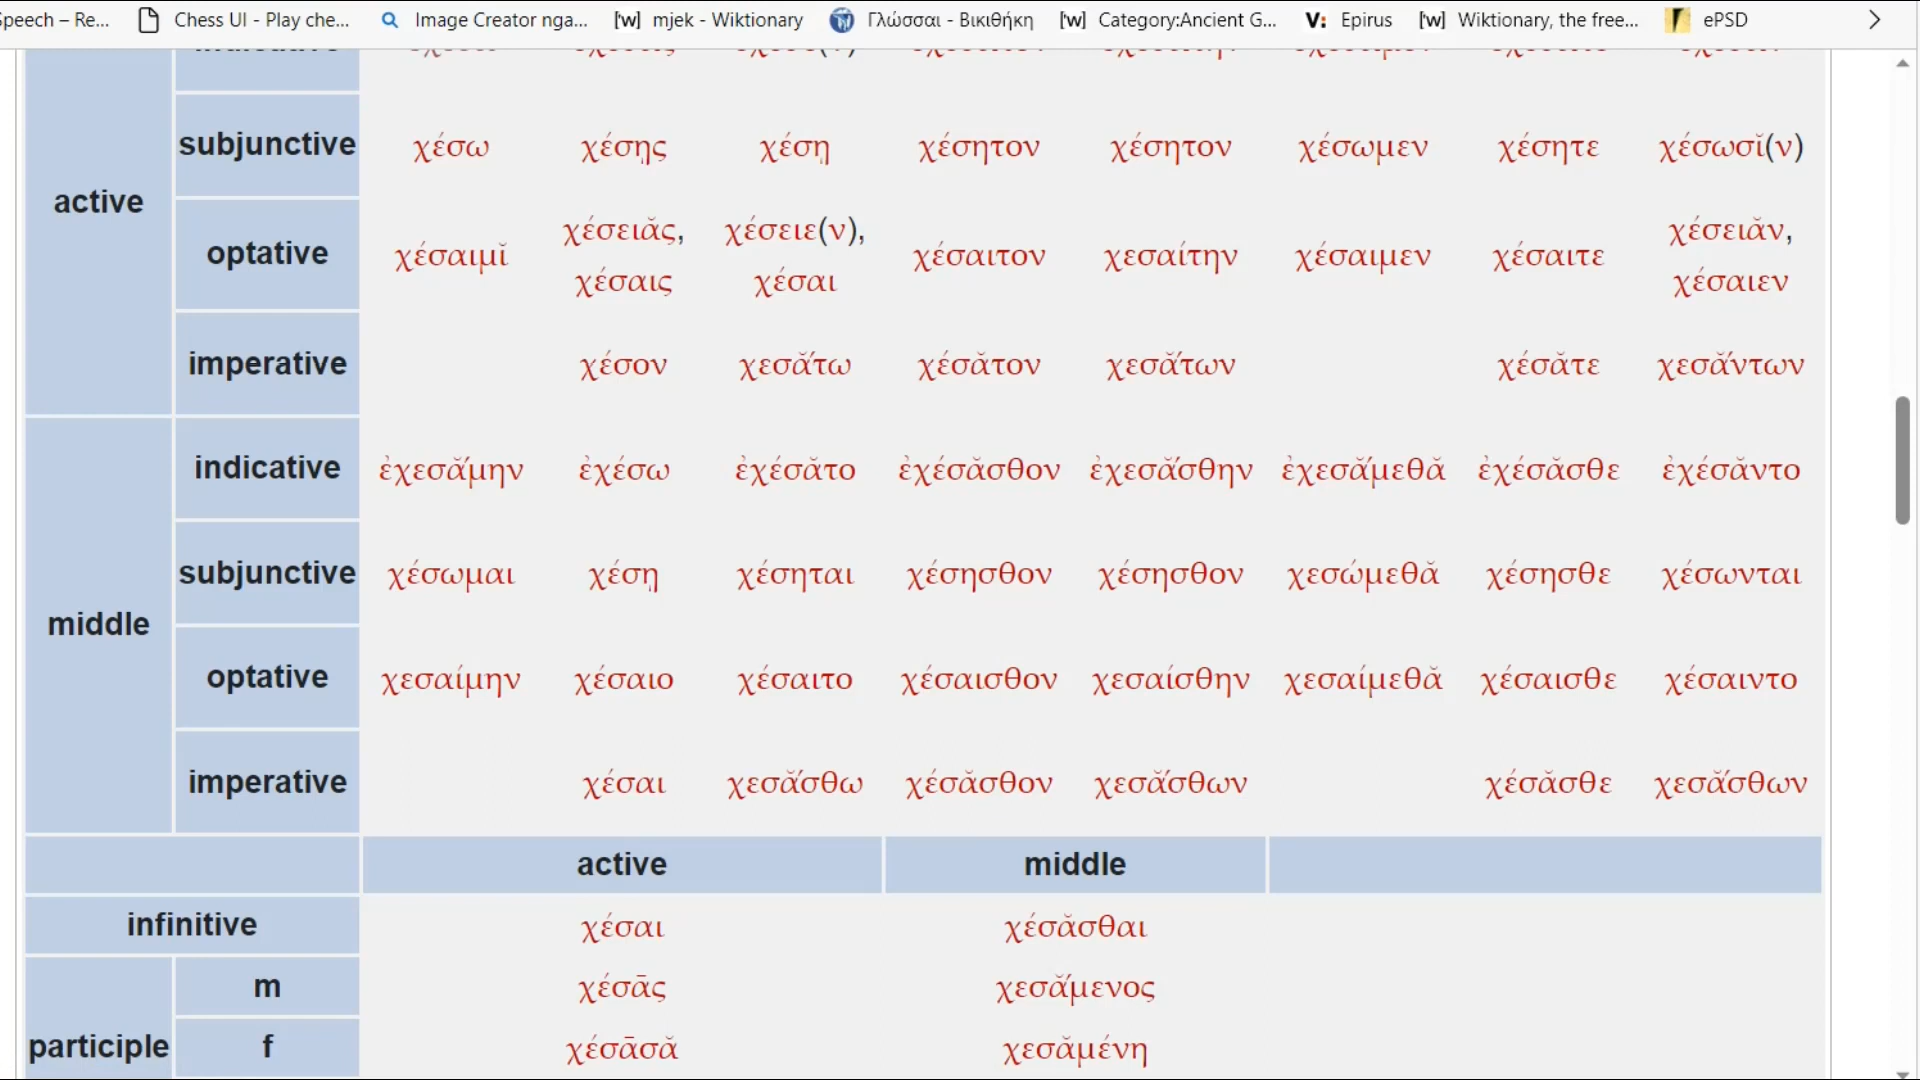 Speech – Re... Chess UI - Play che... Image Creator nga... ['w] mjek - Wiktionary Γλώσσαι - Βικιθήκη ['w] Category:Ancient G... V: Epirus ['w] Wiktionary, the free... ePSD
active
subjunctive χέσω χέσῃς χέσῃ χέσητον χέσητον χέσωμεν χέσητε χέσωσῐ(ν)
optative χέσαιμῐ χέσειᾰς, χέσαις χέσειε(ν), χέσαι χέσαιτον χεσαίτην χέσαιμεν χέσαιτε χέσειᾰν, χέσαιεν
imperative χέσον χεσᾰ́τω χέσᾰτον χεσᾰ́των χέσᾰτε χεσᾰ́ντων
middle
indicative ἐχεσᾰ́μην ἐχέσω ἐχέσᾰτο ἐχέσᾰσθον ἐχεσᾰ́σθην ἐχεσᾰ́μεθᾰ ἐχέσᾰσθε ἐχέσᾰντο
subjunctive χέσωμαι χέσῃ χέσηται χέσησθον χέσησθον χεσώμεθᾰ χέσησθε χέσωνται
optative χεσαίμην χέσαιο χέσαιτο χέσαισθον χεσαίσθην χεσαίμεθᾰ χέσαισθε χέσαιντο
imperative χέσαι χεσᾰ́σθω χέσᾰσθον χεσᾰ́σθων χέσᾰσθε χεσᾰ́σθων
active middle
infinitive χέσαι χέσᾰσθαι
participle
m χέσᾱς χεσᾰ́μενος
f χέσᾱσᾰ χεσᾰμένη